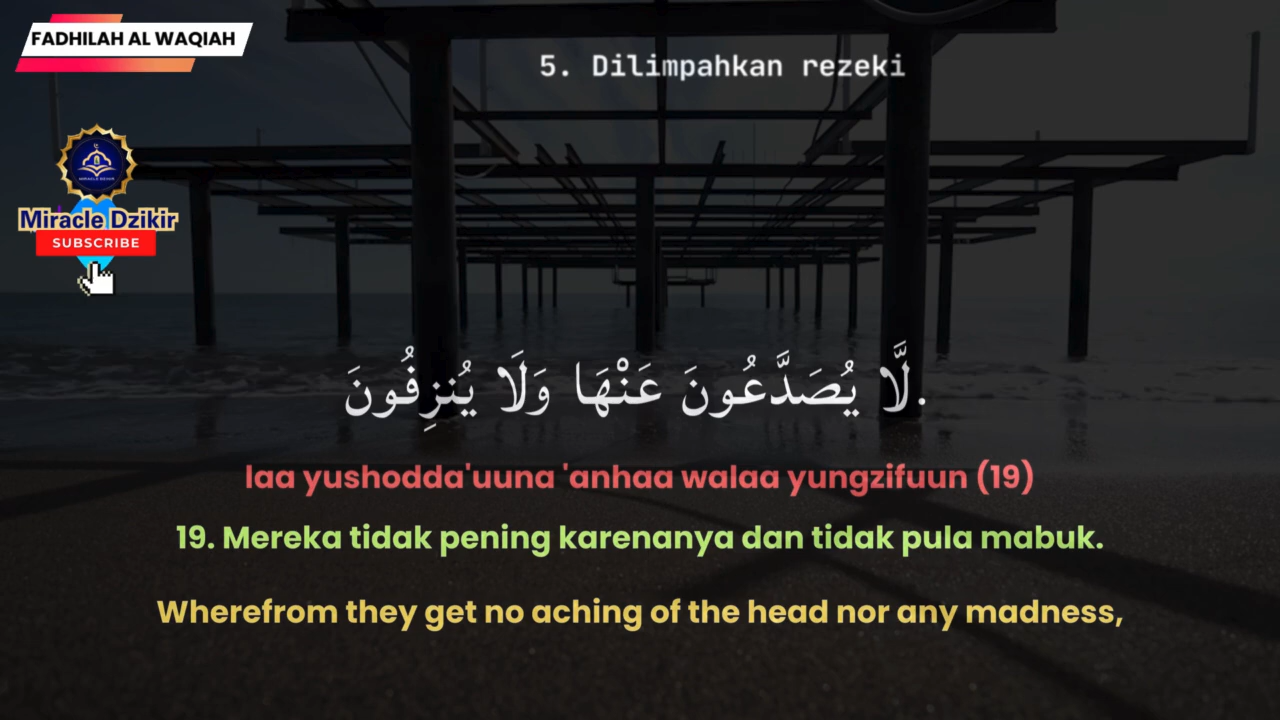 FADHILAH AL WAQIAH
5. Dilimpahkan rezeki
Miracle Dzikir
SUBSCRIBE
لَّا يُصَدَّعُونَ عَنْهَا وَلَا يُنزِفُونَ.
laa yushodda'uuna 'anhaa walaa yungzifuun (19)
19. Mereka tidak pening karenanya dan tidak pula mabuk.
Wherefrom they get no aching of the head nor any madness,